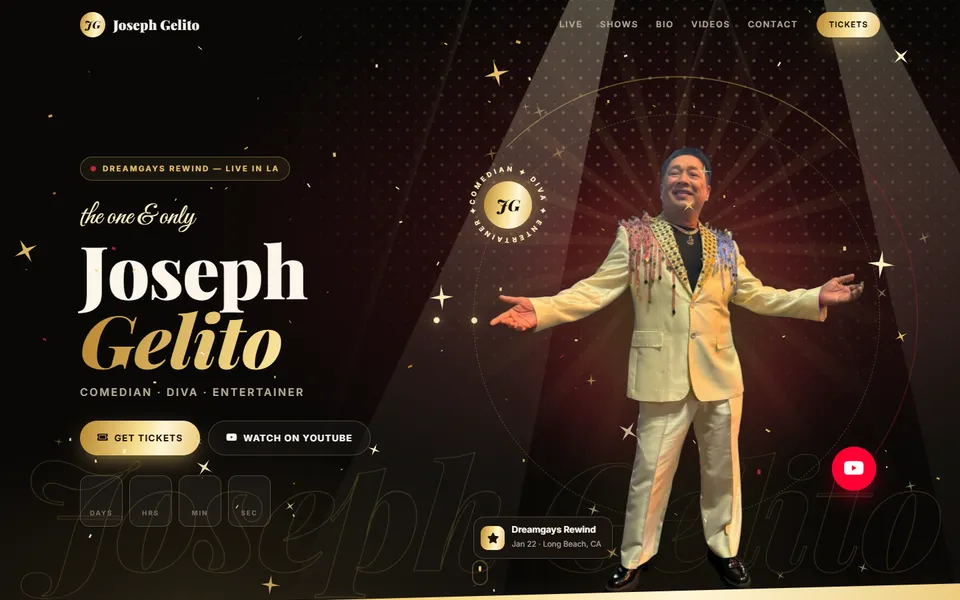 JG Joseph Gelito
LIVE SHOWS BIO VIDEOS CONTACT TICKETS
DREAMGAYS REWIND — LIVE IN LA
the one & only
Joseph
Gelito
COMEDIAN · DIVA · ENTERTAINER
GET TICKETS
WATCH ON YOUTUBE
DAYS HRS MIN SEC
COMEDIAN ✦ DIVA ✦ ENTERTAINER ✦
JG
Dreamgays Rewind
Jan 22 · Long Beach, CA
Joseph Gelito